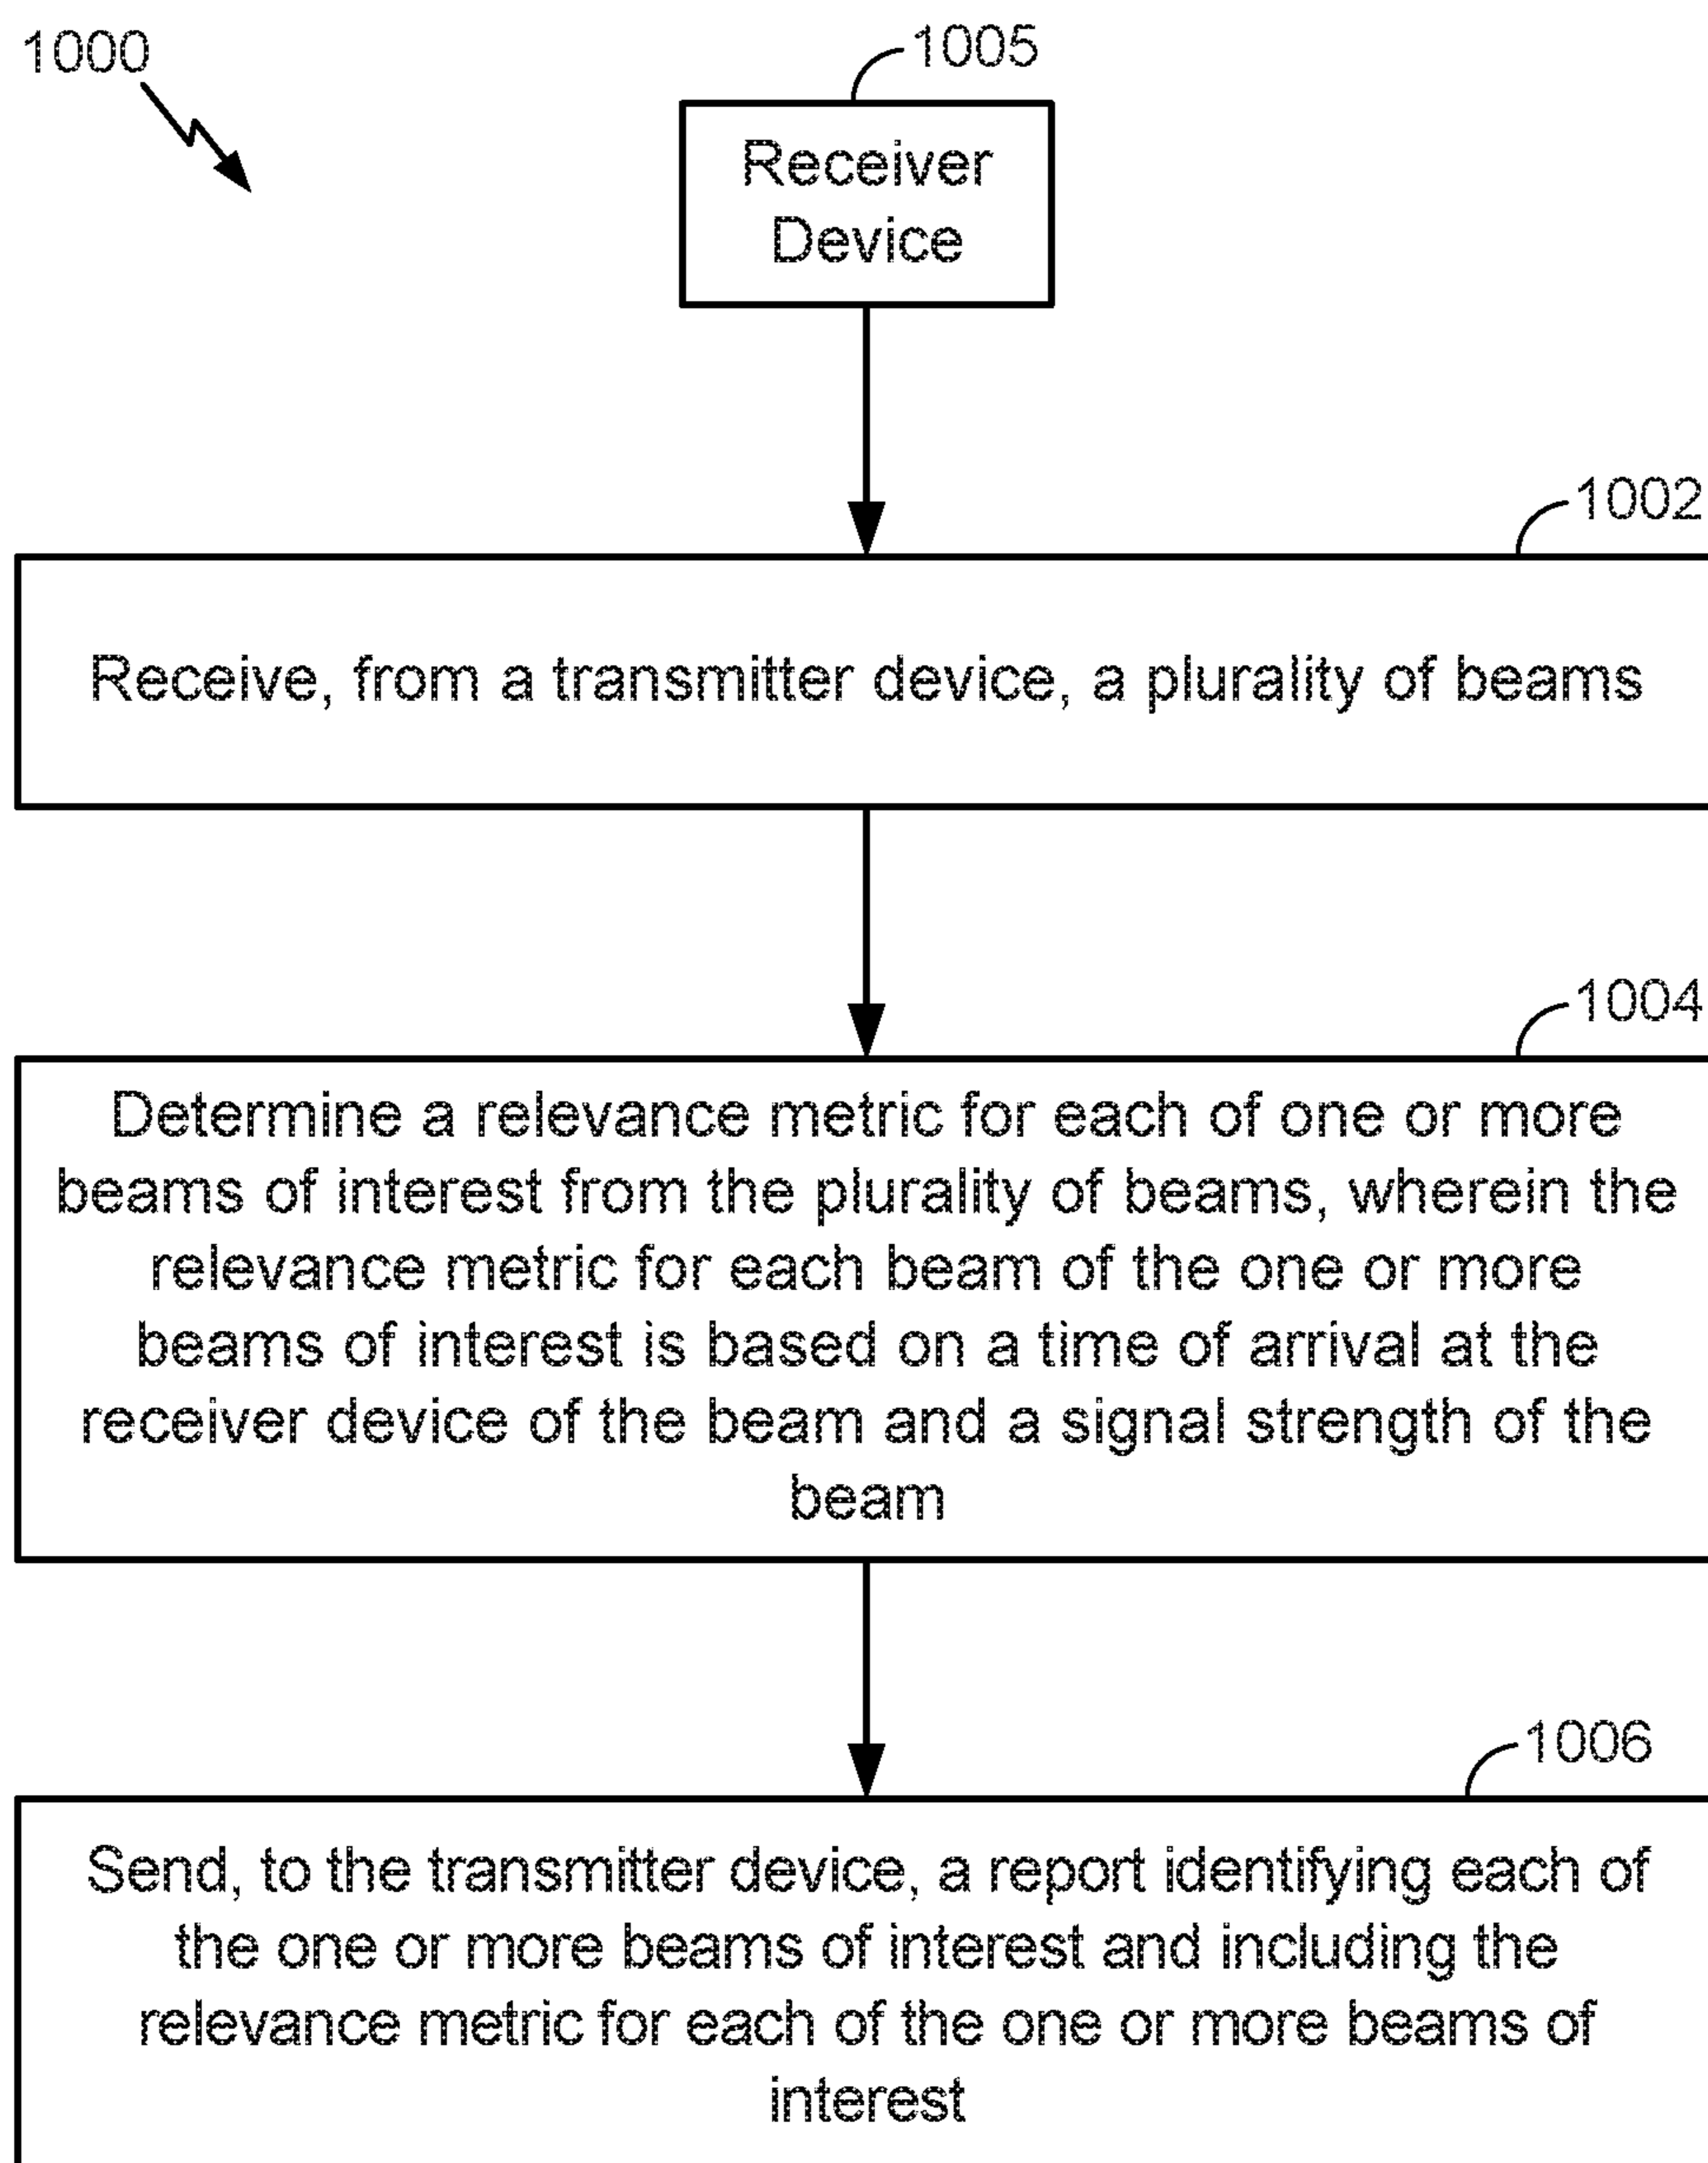 1000
1005
Receiver
Device
1002
Receive, from a transmitter device, a plurality of beams
1004
Determine a relevance metric for each of one or more
beams of interest from the plurality of beams, wherein the
relevance metric for each beam of the one or more
beams of interest is based on a time of arrival at the
receiver device of the beam and a signal strength of the
beam
1006
Send, to the transmitter device, a report identifying each of
the one or more beams of interest and including the
relevance metric for each of the one or more beams of
interest